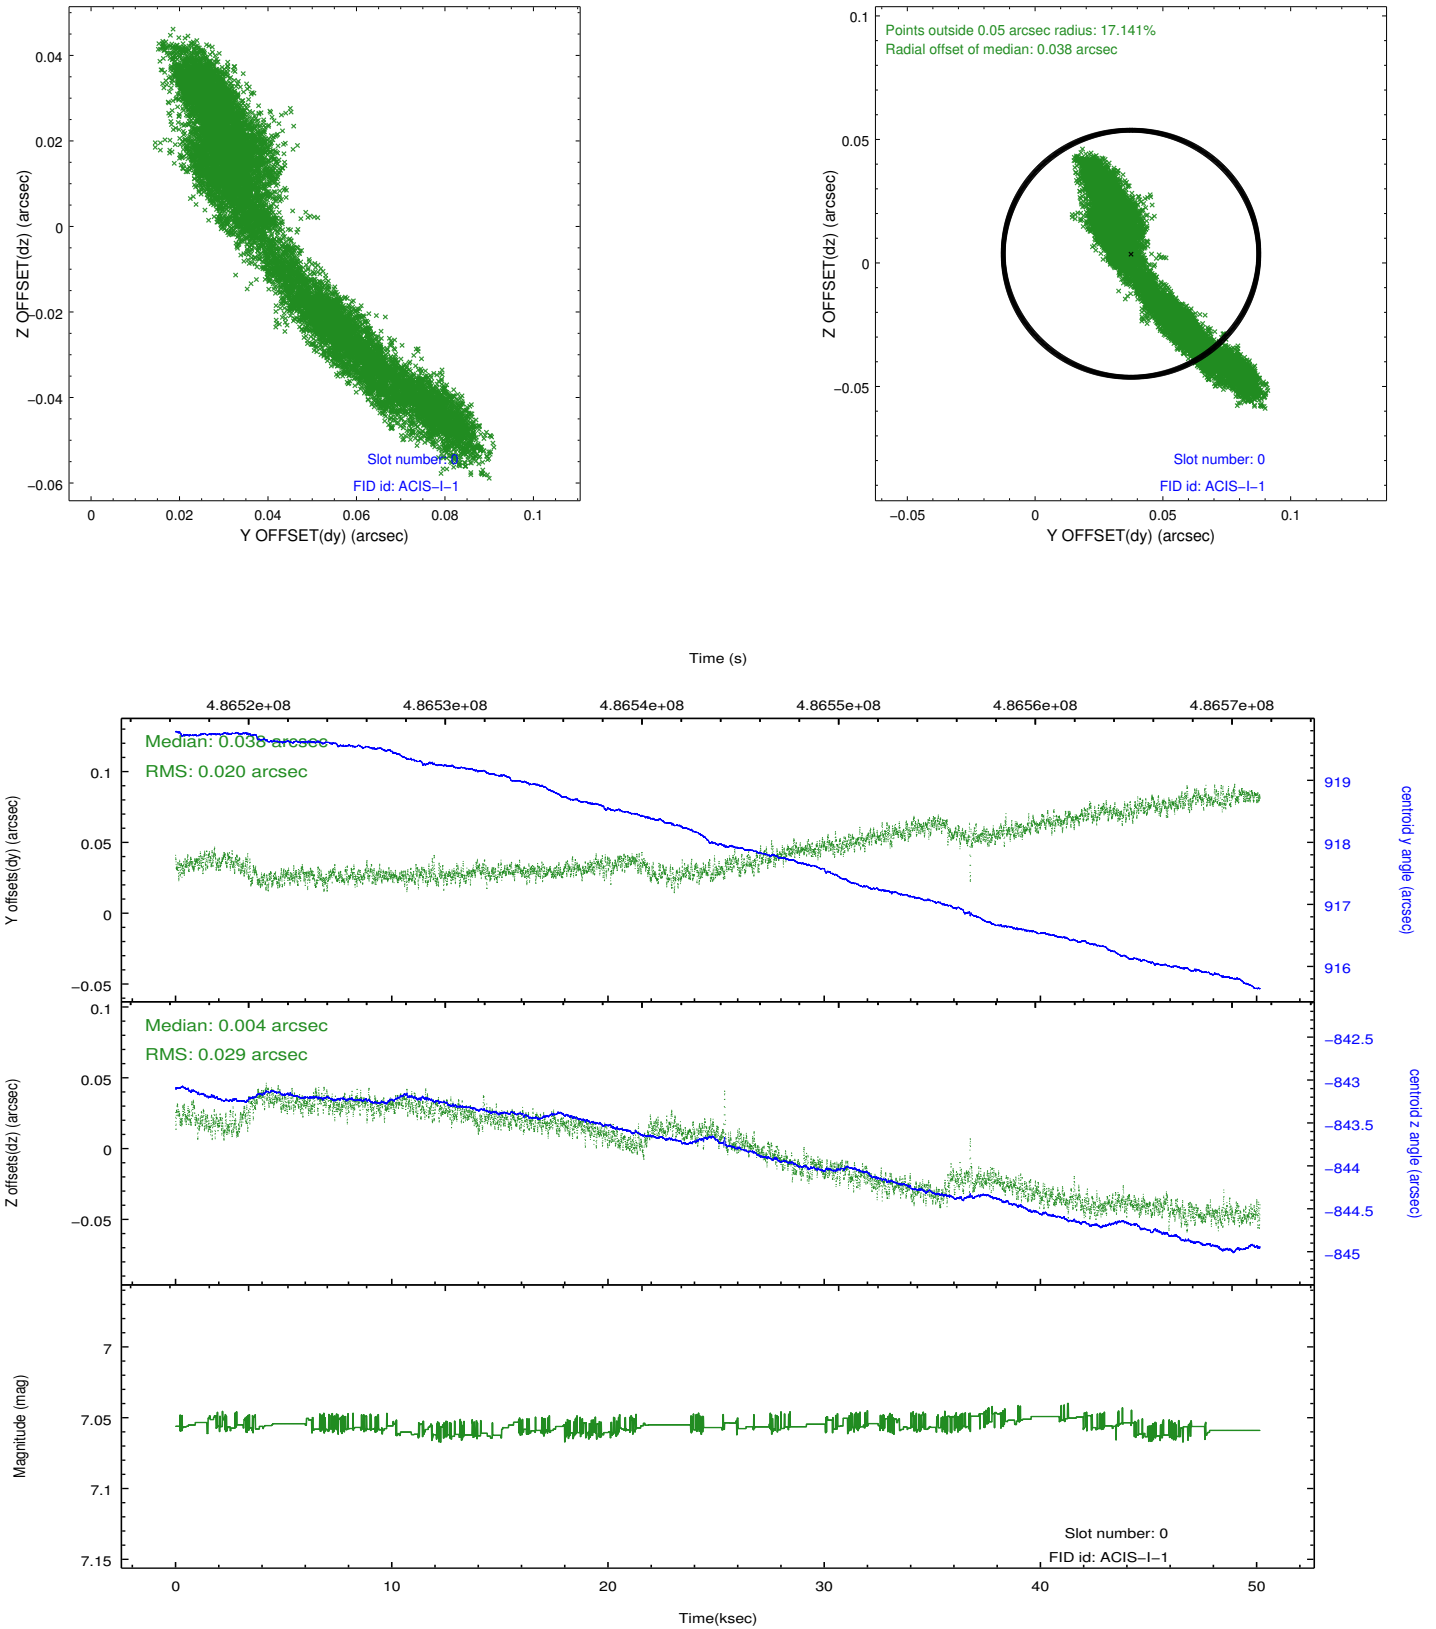 0.04
0.02
0
−0.02
−0.04
−0.06
Z OFFSET(dz) (arcsec)
Slot number: 0
FID id: ACIS−I−1
0
0.02
0.04
0.06
0.08
0.1
Y OFFSET(dy) (arcsec)
Points outside 0.05 arcsec radius: 17.141%
Radial offset of median: 0.038 arcsec
0.1
0.05
0
−0.05
Z OFFSET(dz) (arcsec)
Slot number: 0
FID id: ACIS−I−1
−0.05
0
0.05
0.1
Y OFFSET(dy) (arcsec)
Time (s)
4.8652e+08
4.8653e+08
4.8654e+08
4.8655e+08
4.8656e+08
4.8657e+08
Median: 0.038 arcsec
RMS: 0.020 arcsec
0.1
0.05
0
−0.05
Y offsets(dy) (arcsec)
919
918
917
916
centroid y angle (arcsec)
Median: 0.004 arcsec
RMS: 0.029 arcsec
0.1
0.05
0
−0.05
Z offsets(dz) (arcsec)
−842.5
−843
−843.5
−844
−844.5
−845
centroid z angle (arcsec)
7
7.05
7.1
7.15
Magnitude (mag)
Slot number: 0
FID id: ACIS−I−1
0
10
20
30
40
50
Time(ksec)